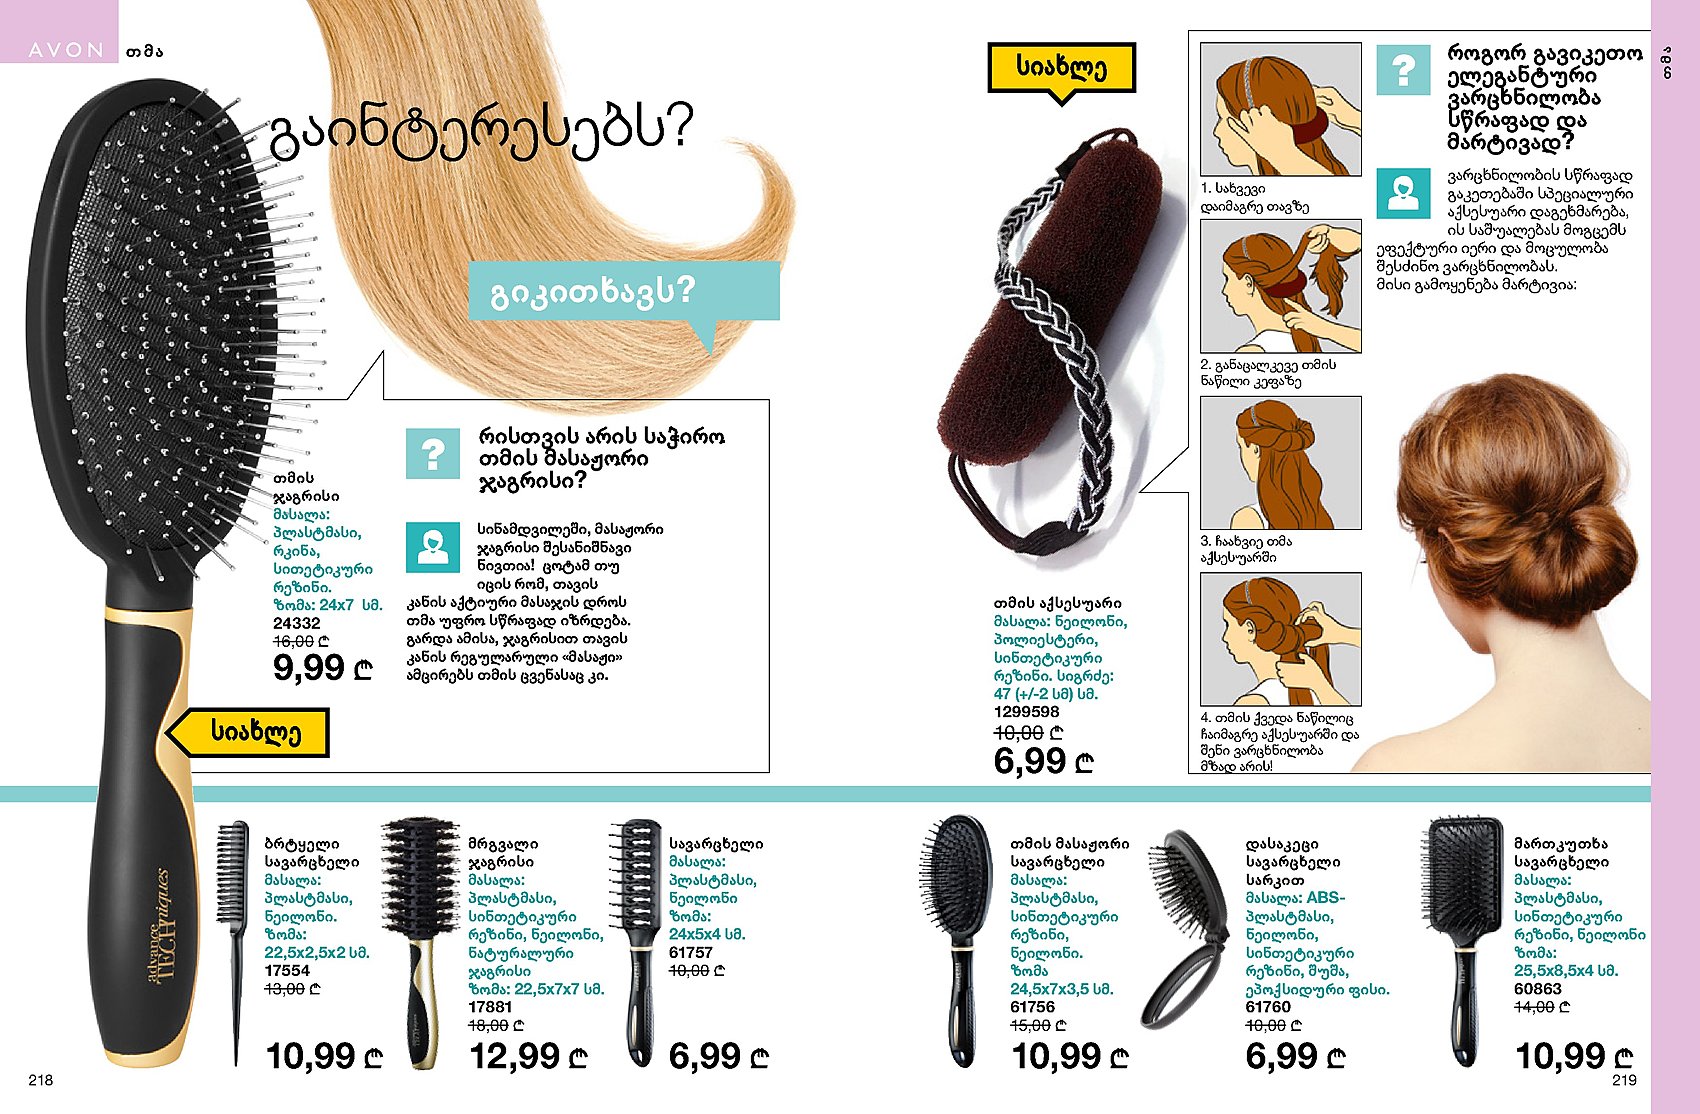 AVON თმა
გაინტერესებს?
გიკითხავს?
თმის
ჯაგრისი
მასალა:
პლასტმასი,
რკინა,
სითეტიკური
რეზინი.
ზომა: 24x7 სმ.
24332
16,00 ₾
9,99 ₾
რისთვის არის საჭირო
თმის მასაჟორი
ჯაგრისი?
სინამდვილეში, მასაჟორი
ჯაგრისი შესანიშნავი
ნივთია! ცოტამ თუ
იცის რომ, თავის
კანის აქტიური მასაჯის დროს
თმა უფრო სწრაფად იზრდება.
გარდა ამისა, ჯაგრისით თავის
კანის რეგულარული «მასაჟი»
ამცირებს თმის ცვენასაც კი.
სიახლე
advance
TECHniques
ბრტყელი
სავარცხელი
მასალა:
პლასტმასი,
ნეილონი.
ზომა:
22,5x2,5x2 სმ.
17554
13,00 ₾
10,99 ₾
მრგვალი
ჯაგრისი
მასალა:
პლასტმასი,
სინთეტიკური
რეზინი, ნეილონი,
ნატურალური
ჯაგრისი
ზომა: 22,5x7x7 სმ.
17881
18,00 ₾
12,99 ₾
სავარცხელი
მასალა:
პლასტმასი,
ნეილონი
ზომა:
24x5x4 სმ.
61757
10,00 ₾
6,99 ₾
218
სიახლე
თმის აქსესუარი
მასალა: ნეილონი,
პოლიესტერი,
სინთეტიკური
რეზინი. სიგრძე:
47 (+/-2 სმ) სმ.
1299598
10,00 ₾
6,99 ₾
1. სახვევი
დაიმაგრე თავზე
2. განაცალკევე თმის
ნაწილი კეფაზე
3. ჩაახვიე თმა
აქსესუარში
4. თმის ქვედა ნაწილიც
ჩაიმაგრე აქსესუარში და
შენი ვარცხნილობა
მზად არის!
როგორ გავიკეთო
ელეგანტური
ვარცხნილობა
სწრაფად და
მარტივად?
ვარცხნილობის სწრაფად
გაკეთებაში სპეციალური
აქსესუარი დაგეხმარება,
ის საშუალებას მოგცემს
ეფექტური იერი და მოცულობა
შესძინო ვარცხნილობას.
მისი გამოყენება მარტივია:
თმა
თმის მასაჟორი
სავარცხელი
მასალა:
პლასტმასი,
სინთეტიკური
რეზინი,
ნეილონი.
ზომა
24,5x7x3,5 სმ.
61756
15,00 ₾
10,99 ₾
დასაკეცი
სავარცხელი
სარკით
მასალა: ABS-
პლასტმასი,
ნეილონი,
სინთეტიკური
რეზინი, შუშა,
ეპოქსიდური ფისი.
61760
10,00 ₾
6,99 ₾
მართკუთხა
სავარცხელი
მასალა:
პლასტმასი,
სინთეტიკური
რეზინი, ნეილონი
ზომა:
25,5x8,5x4 სმ.
60863
14,00 ₾
10,99 ₾
219